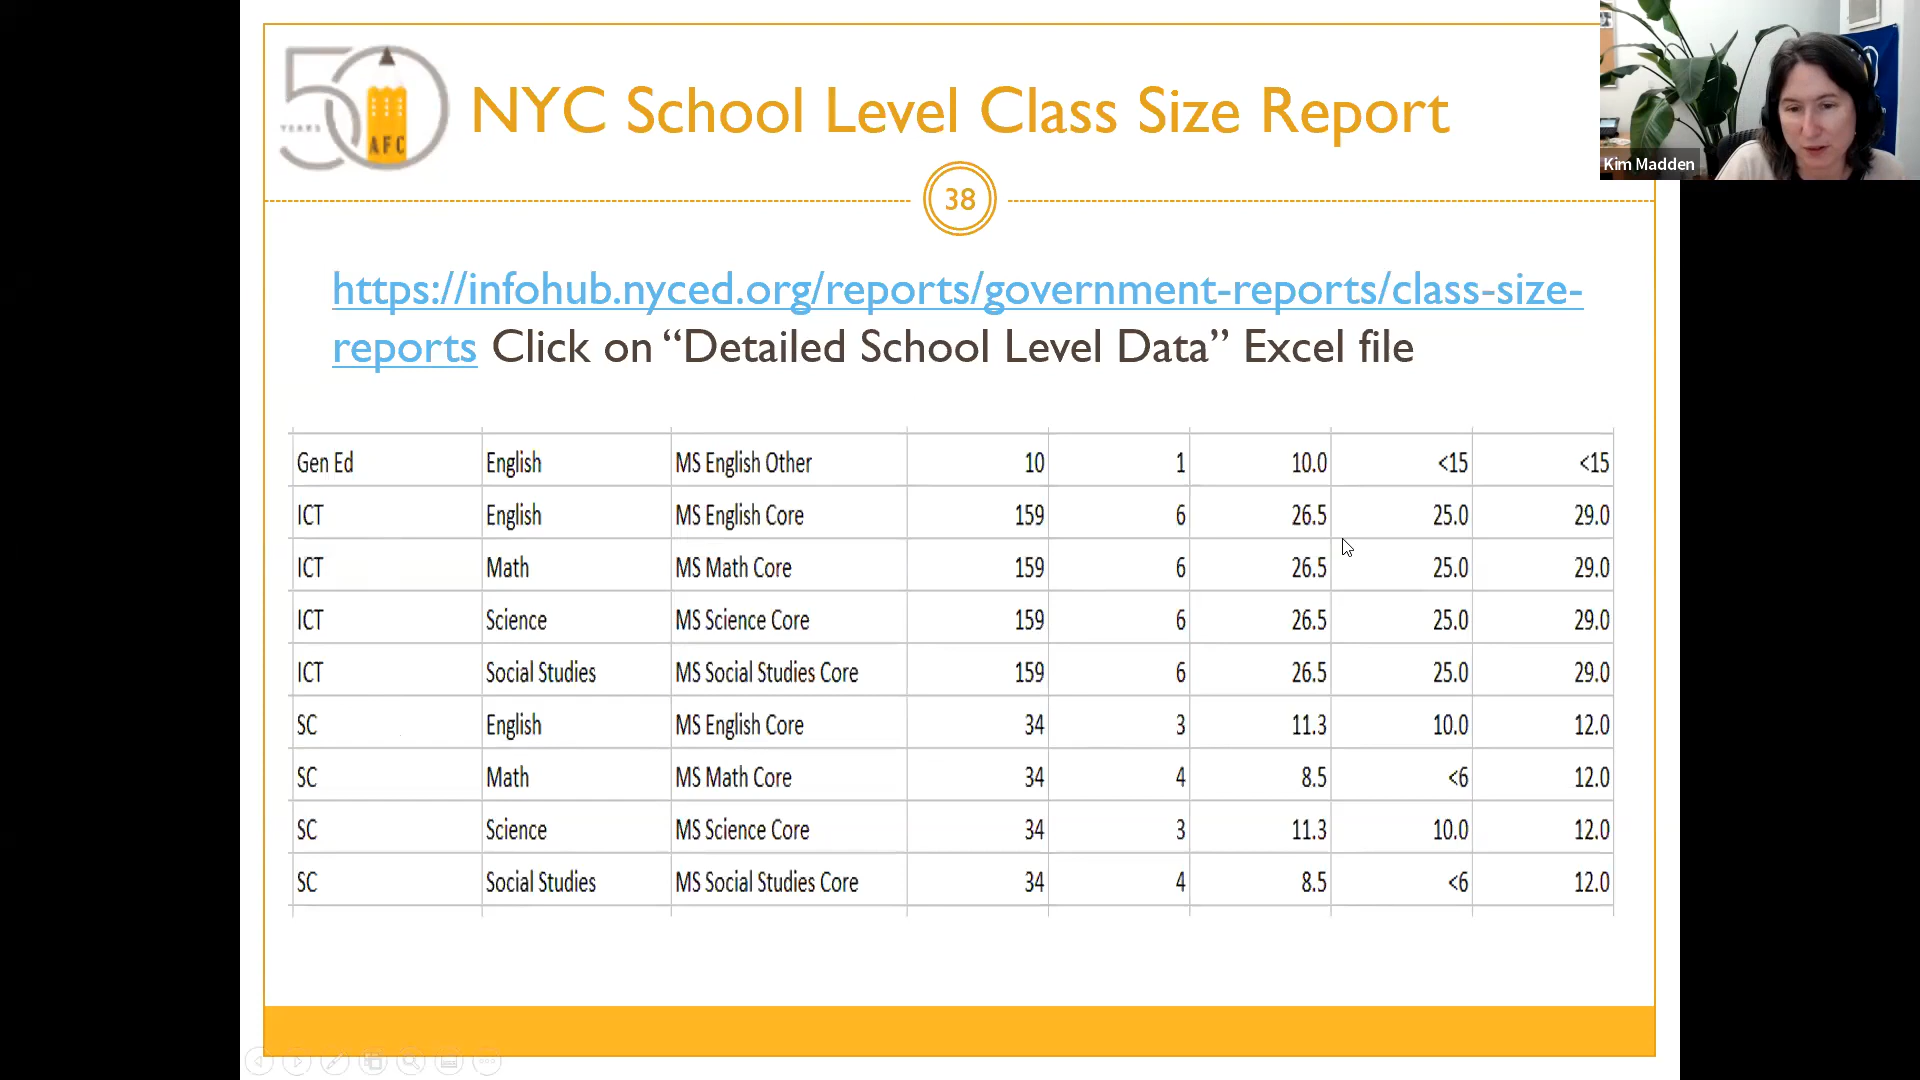 50
YEARS
AFC
NYC School Level Class Size Report
Kim Madden
38
https://infohub.nyced.org/reports/government-reports/class-size-
reports Click on “Detailed School Level Data” Excel file
Gen Ed English MS English Other 10 1 10.0 <15 <15
ICT English MS English Core 159 6 26.5 25.0 29.0
ICT Math MS Math Core 159 6 26.5 25.0 29.0
ICT Science MS Science Core 159 6 26.5 25.0 29.0
ICT Social Studies MS Social Studies Core 159 6 26.5 25.0 29.0
SC English MS English Core 34 3 11.3 10.0 12.0
SC Math MS Math Core 34 4 8.5 <6 12.0
SC Science MS Science Core 34 3 11.3 10.0 12.0
SC Social Studies MS Social Studies Core 34 4 8.5 <6 12.0